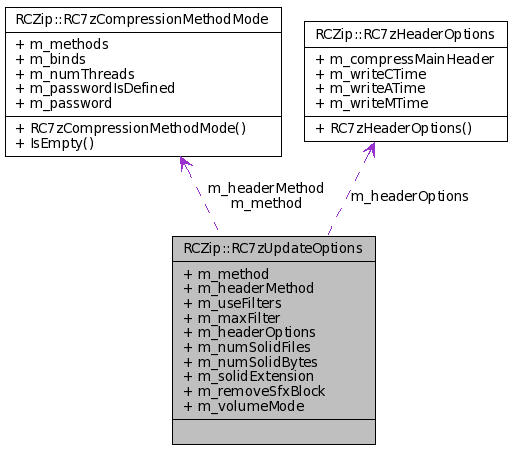 RCZip::RC7zCompressionMethodMode
+ m_methods
+ m_binds
+ m_numThreads
+ m_passwordIsDefined
+ m_password
+ RC7zCompressionMethodMode()
+ IsEmpty()
RCZip::RC7zHeaderOptions
+ m_compressMainHeader
+ m_writeCTime
+ m_writeATime
+ m_writeMTime
+ RC7zHeaderOptions()
m_headerMethod
m_method
m_headerOptions
RCZip::RC7zUpdateOptions
+ m_method
+ m_headerMethod
+ m_useFilters
+ m_maxFilter
+ m_headerOptions
+ m_numSolidFiles
+ m_numSolidBytes
+ m_solidExtension
+ m_removeSfxBlock
+ m_volumeMode